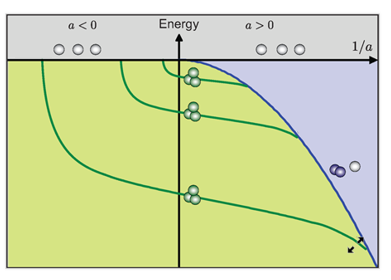 a < 0
Energy
a > 0
1/a